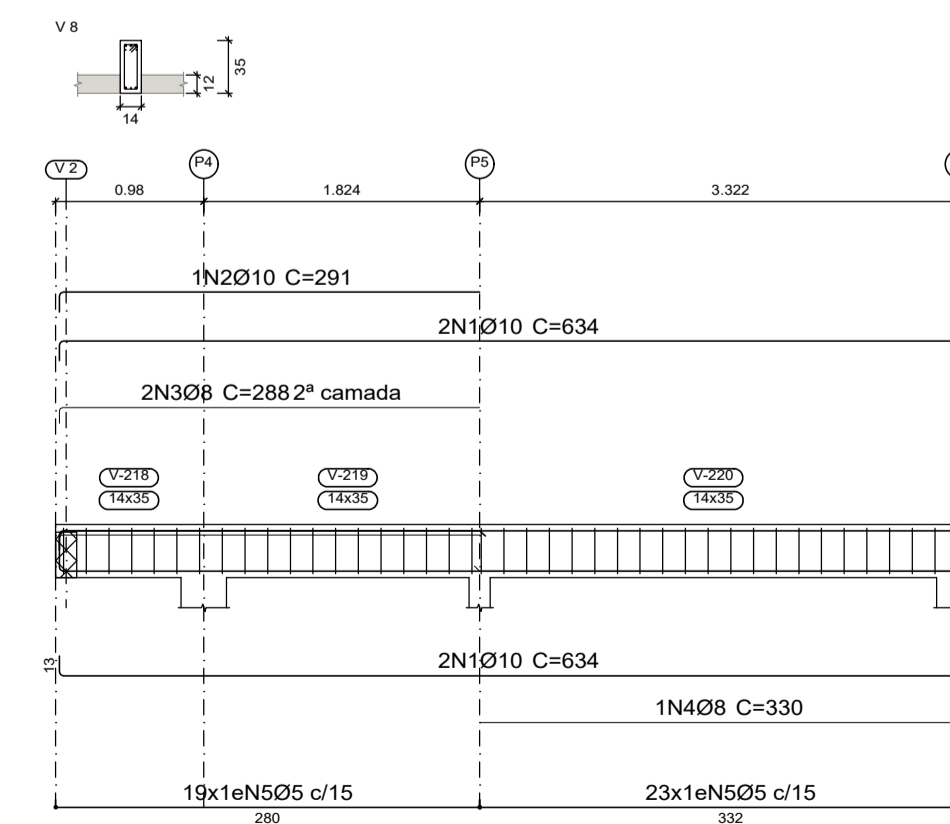 V 8
35
12
14
V 2
P4
P5
0.98
1.824
3.322
1N2Ø10 C=291
2N1Ø10 C=634
2N3Ø8 C=288 2ª camada
V-218
V-219
V-220
14x35
14x35
14x35
13
2N1Ø10 C=634
1N4Ø8 C=330
19x1eN5Ø5 c/15
23x1eN5Ø5 c/15
280
332